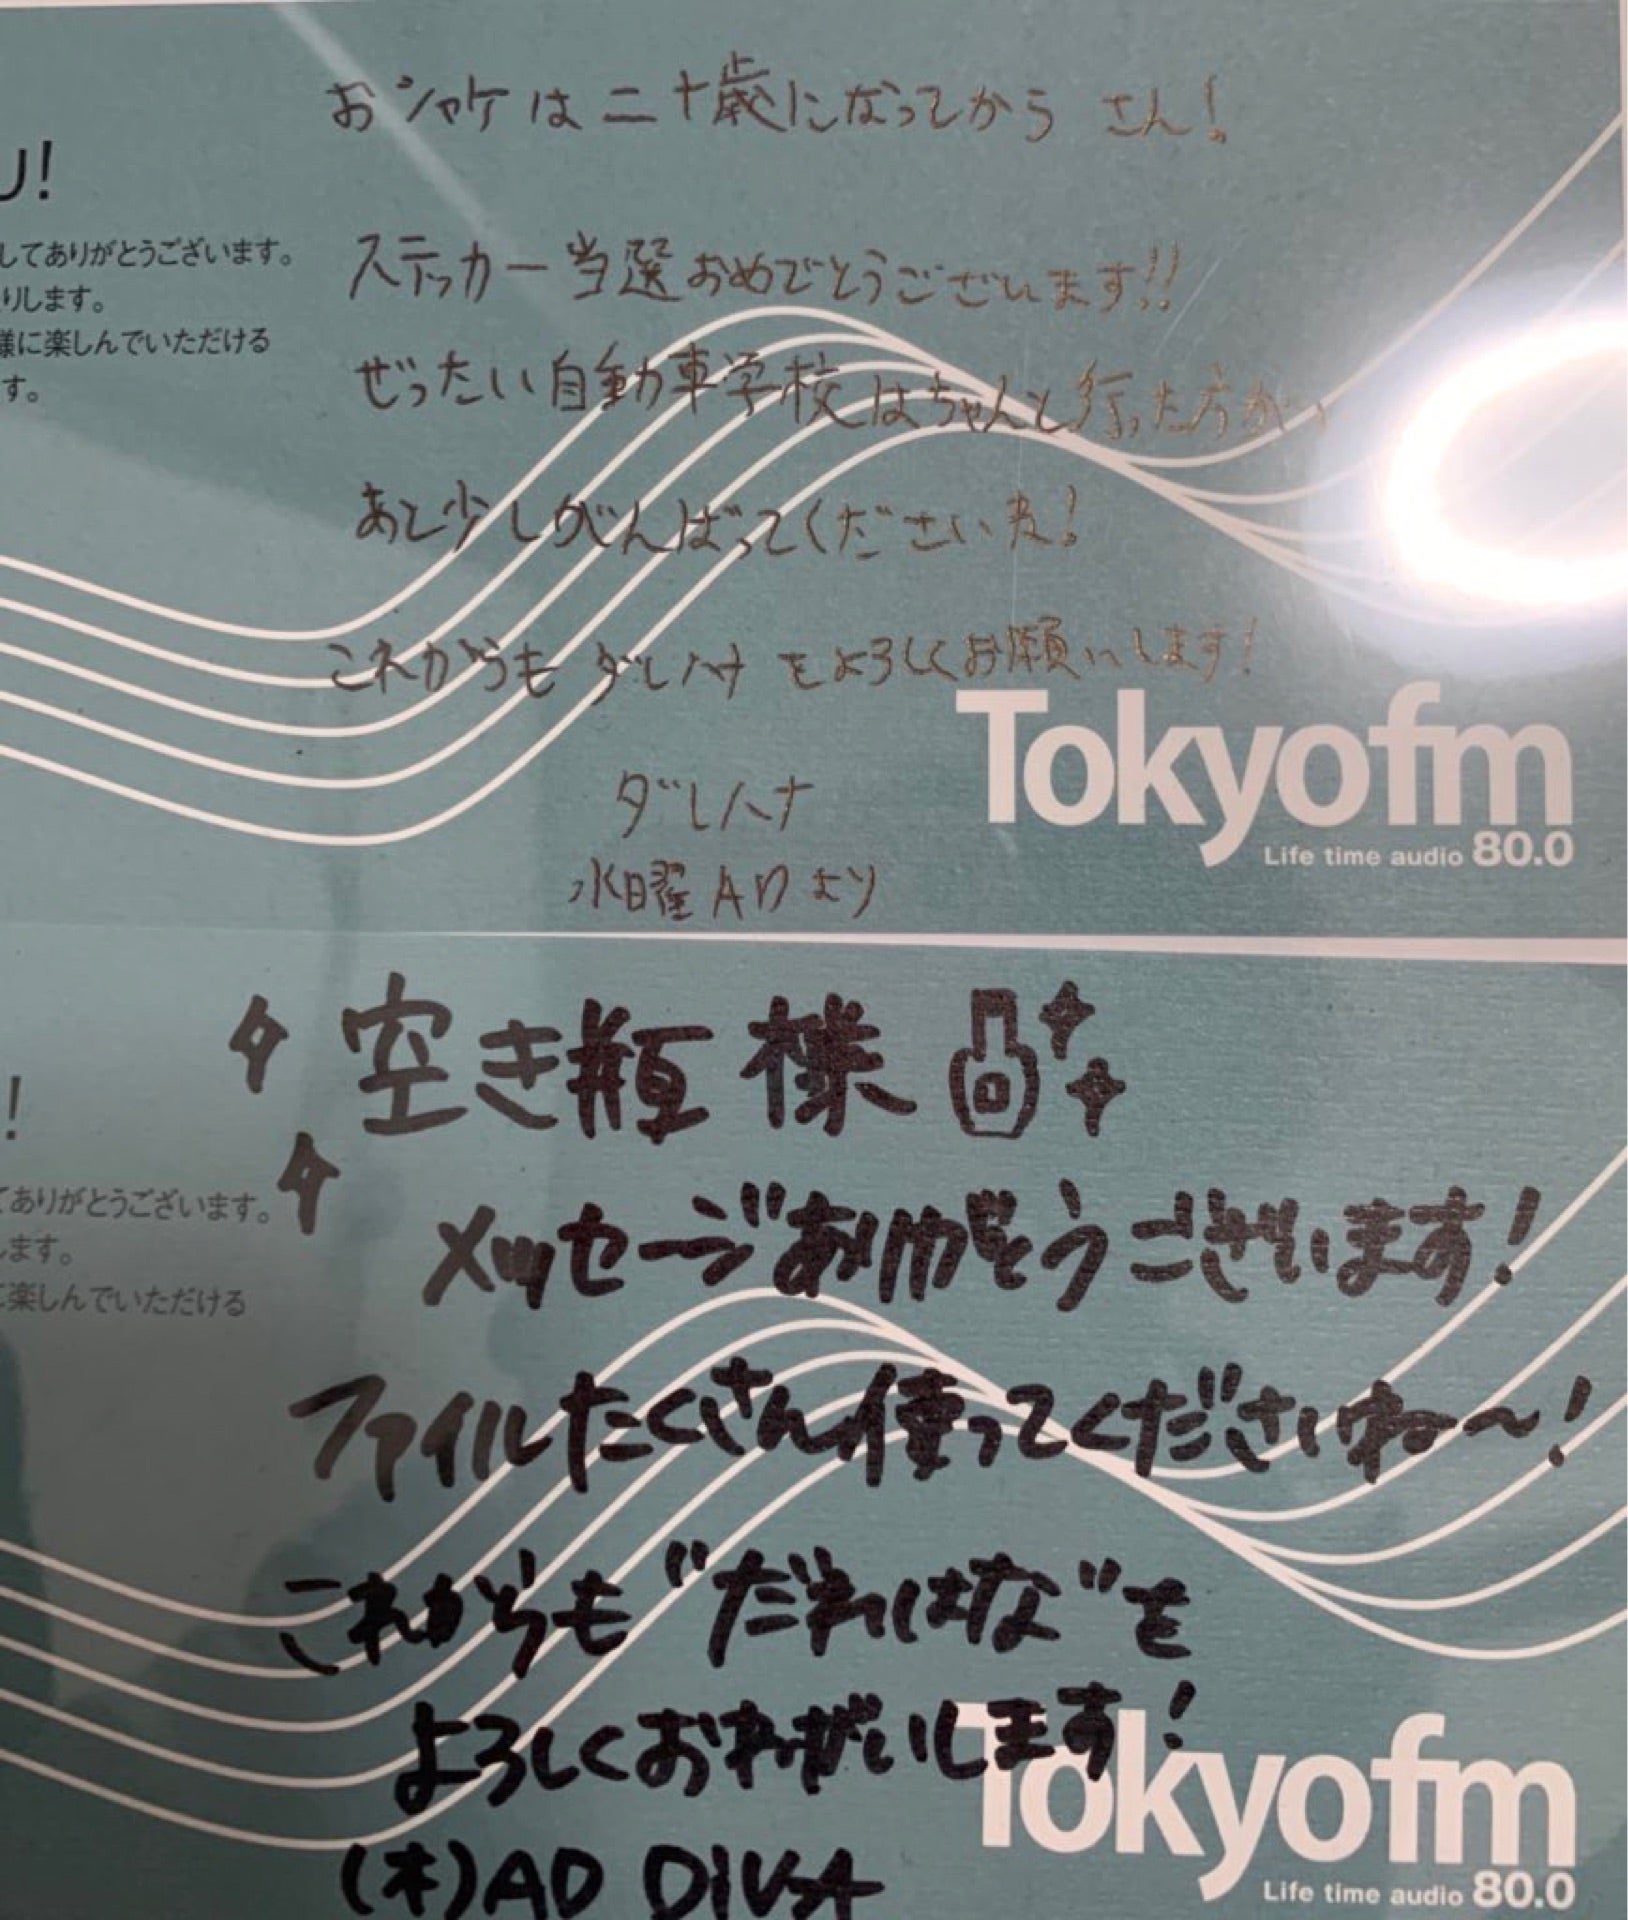 U!
してありがとうございます。
りします。
様に楽しんでいただける
す。
おシャケは二十歳になってから さん!
ステッカー当選おめでとうございます!!
ぜったい自動車学校はちゃんと行った方がい
あと少しがんばってくださいね!
これからもダレハナをよろしくお願いします!
ダレハナ
水曜ADより
Tokyofm
Life time audio 80.0
!
てありがとうございます。
します。
に楽しんでいただける
空き瓶様
メッセージありがとうございます!
ファイルたくさん使ってくださいね〜!
これからも"だれはな"を
よろしくおねがいします!
(木)AD DIVA
Tokyofm
Life time audio 80.0